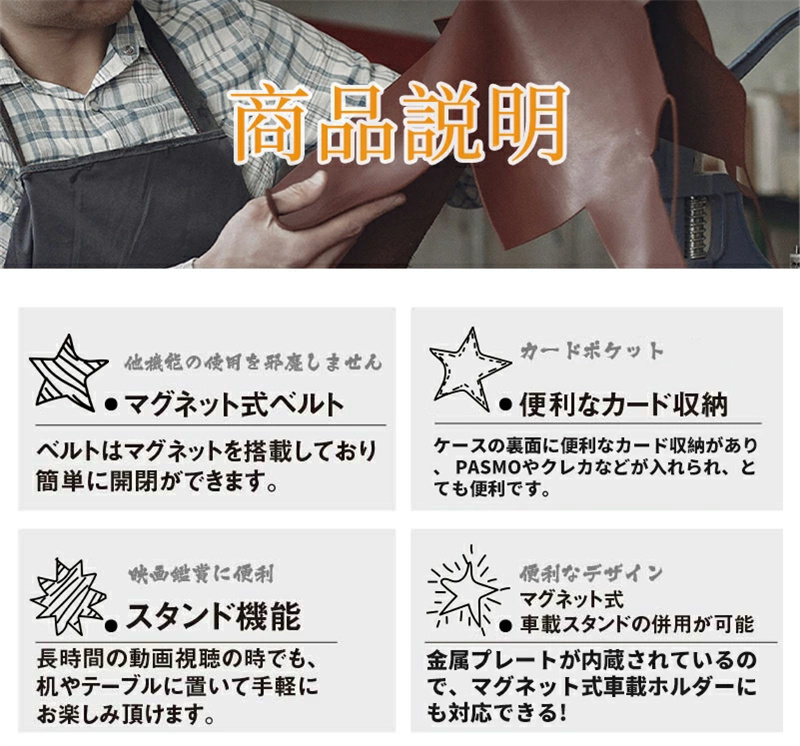 商品説明
他機能の使用を邪魔しません
●マグネット式ベルト
ベルトはマグネットを搭載しており
簡単に開閉ができます。
カードポケット
●便利なカード収納
ケースの裏面に便利なカード収納があり
、PASMOやクレカなどが入れられ、と
ても便利です。
映画鑑賞に便利
●スタンド機能
長時間の動画視聴の時でも、
机やテーブルに置いて手軽に
お楽しみ頂けます。
便利なデザイン
マグネット式
●車載スタンドの併用が可能
金属プレートが内蔵されているの
で、マグネット式車載ホルダーに
も対応できる!